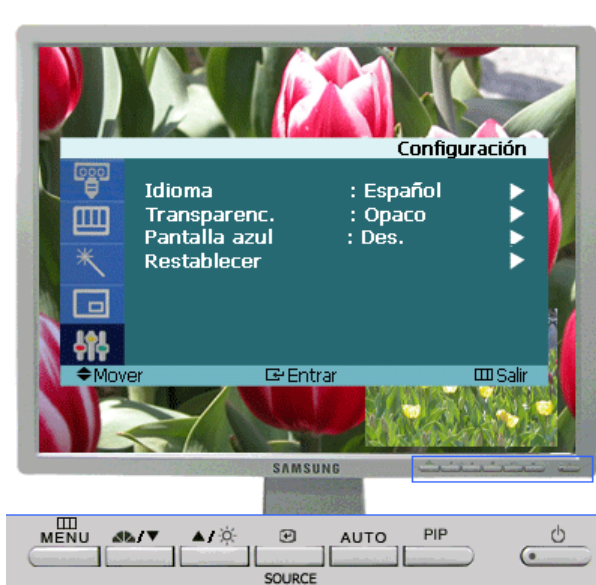 Configuración
Idioma : Español
Transparenc. : Opaco
Pantalla azul : Des.
Restablecer
Mover Entrar Salir
SAMSUNG
MENU AUTO PIP
SOURCE